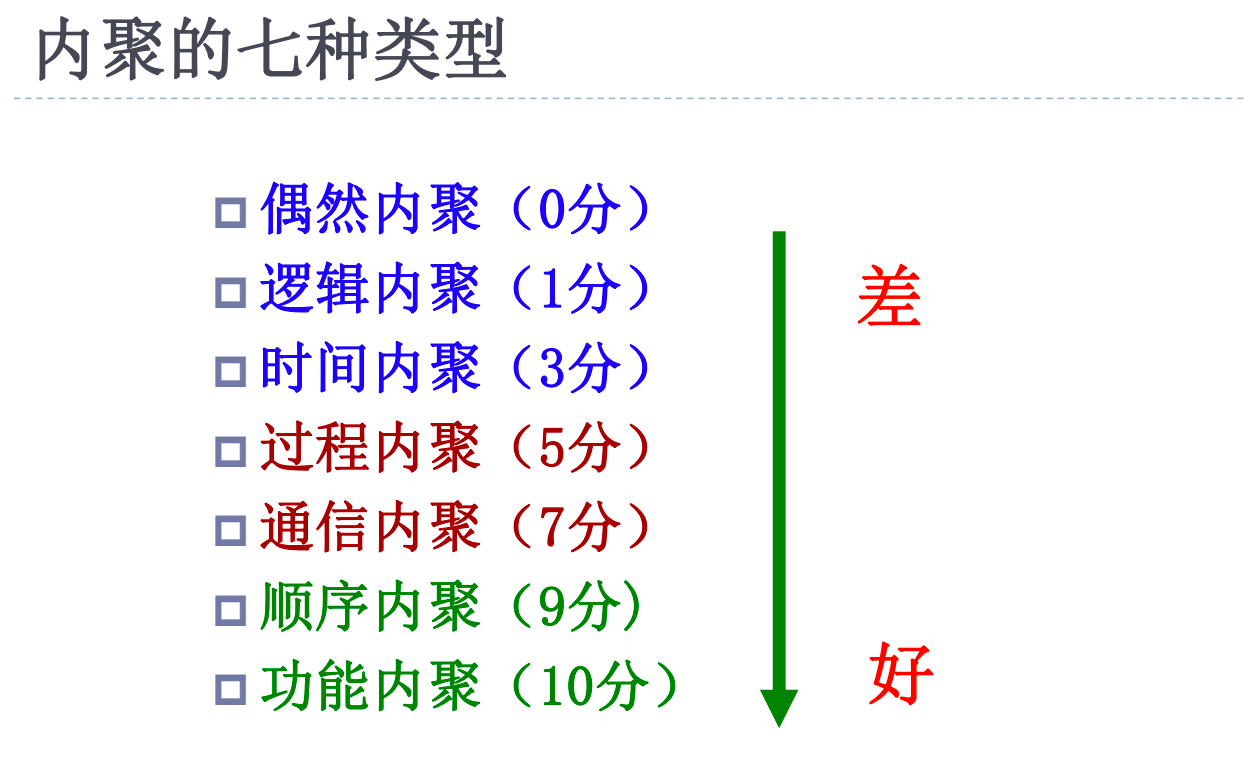 内聚的七种类型
偶然内聚（0分）
逻辑内聚（1分）
时间内聚（3分）
过程内聚（5分）
通信内聚（7分）
顺序内聚（9分)
功能内聚（10分）
差
好